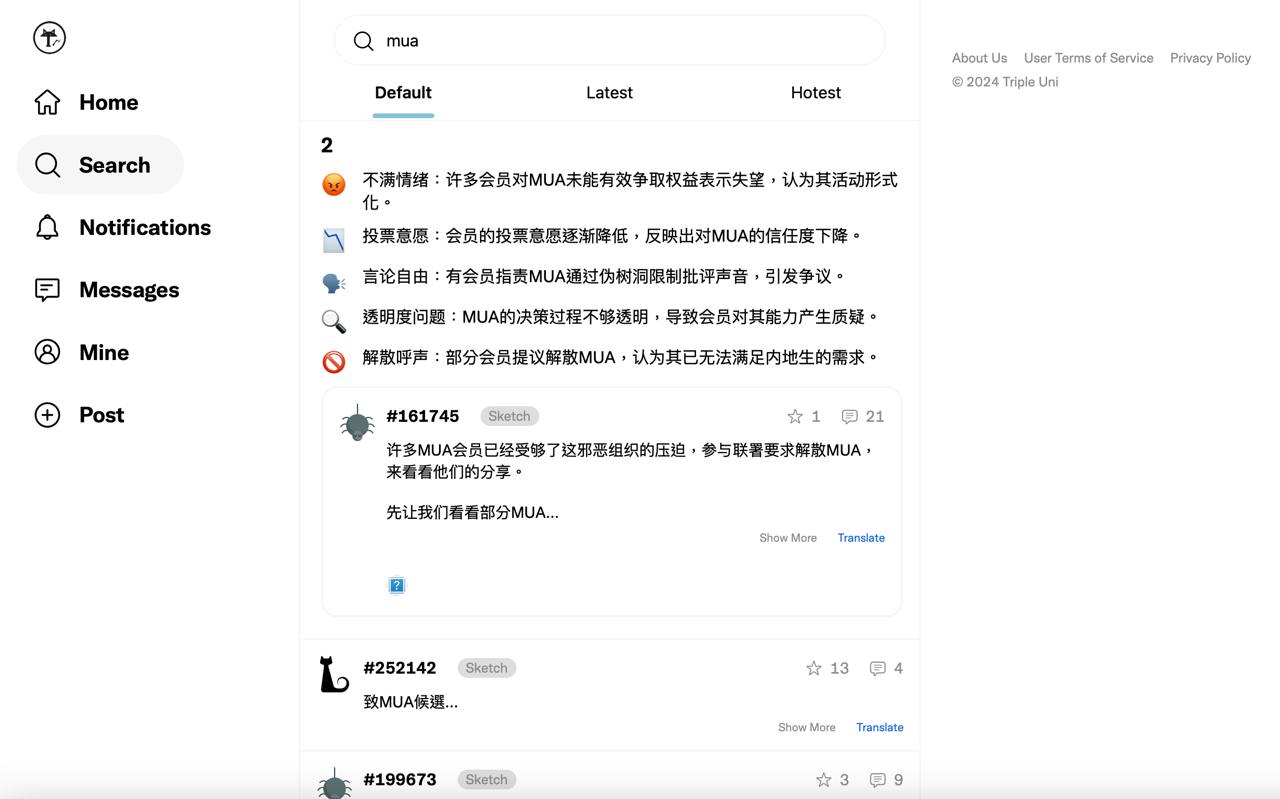 mua
Home
Search
Notifications
Messages
Mine
Post
Default
Latest
Hotest
2
不满情绪：许多会员对MUA未能有效争取权益表示失望，认为其活动形式
化。
投票意愿：会员的投票意愿逐渐降低，反映出对MUA的信任度下降。
言论自由：有会员指责MUA通过伪树洞限制批评声音，引发争议。
透明度问题：MUA的决策过程不够透明，导致会员对其能力产生质疑。
解散呼声：部分会员提议解散MUA，认为其已无法满足内地生的需求。
#161745 Sketch 1 21
许多MUA会员已经受够了这邪恶组织的压迫，参与联署要求解散MUA，
来看看他们的分享。
先让我们看看部分MUA...
Show More Translate
#252142 Sketch 13 4
致MUA候選...
Show More Translate
#199673 Sketch 3 9
About Us User Terms of Service Privacy Policy
© 2024 Triple Uni